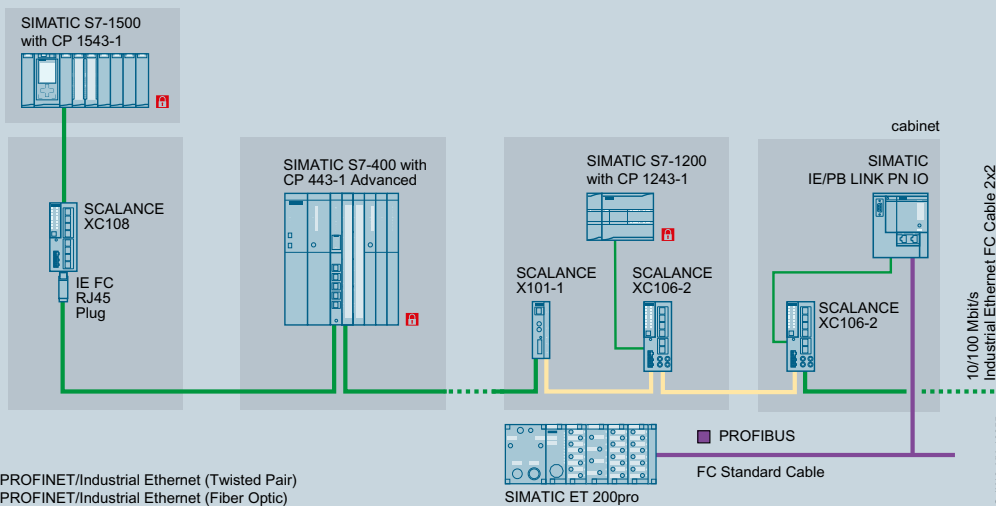 SIMATIC S7-1500
with CP 1543-1
SCALANCE
XC108
IE FC
RJ45
Plug
SIMATIC S7-400 with
CP 443-1 Advanced
SIMATIC S7-1200
with CP 1243-1
SCALANCE
X101-1
SCALANCE
XC106-2
cabinet
SIMATIC
IE/PB LINK PN IO
SCALANCE
XC106-2
10/100 Mbit/s
Industrial Ethernet FC Cable 2x2
PROFIBUS
FC Standard Cable
SIMATIC ET 200pro
PROFINET/Industrial Ethernet (Twisted Pair)
PROFINET/Industrial Ethernet (Fiber Optic)